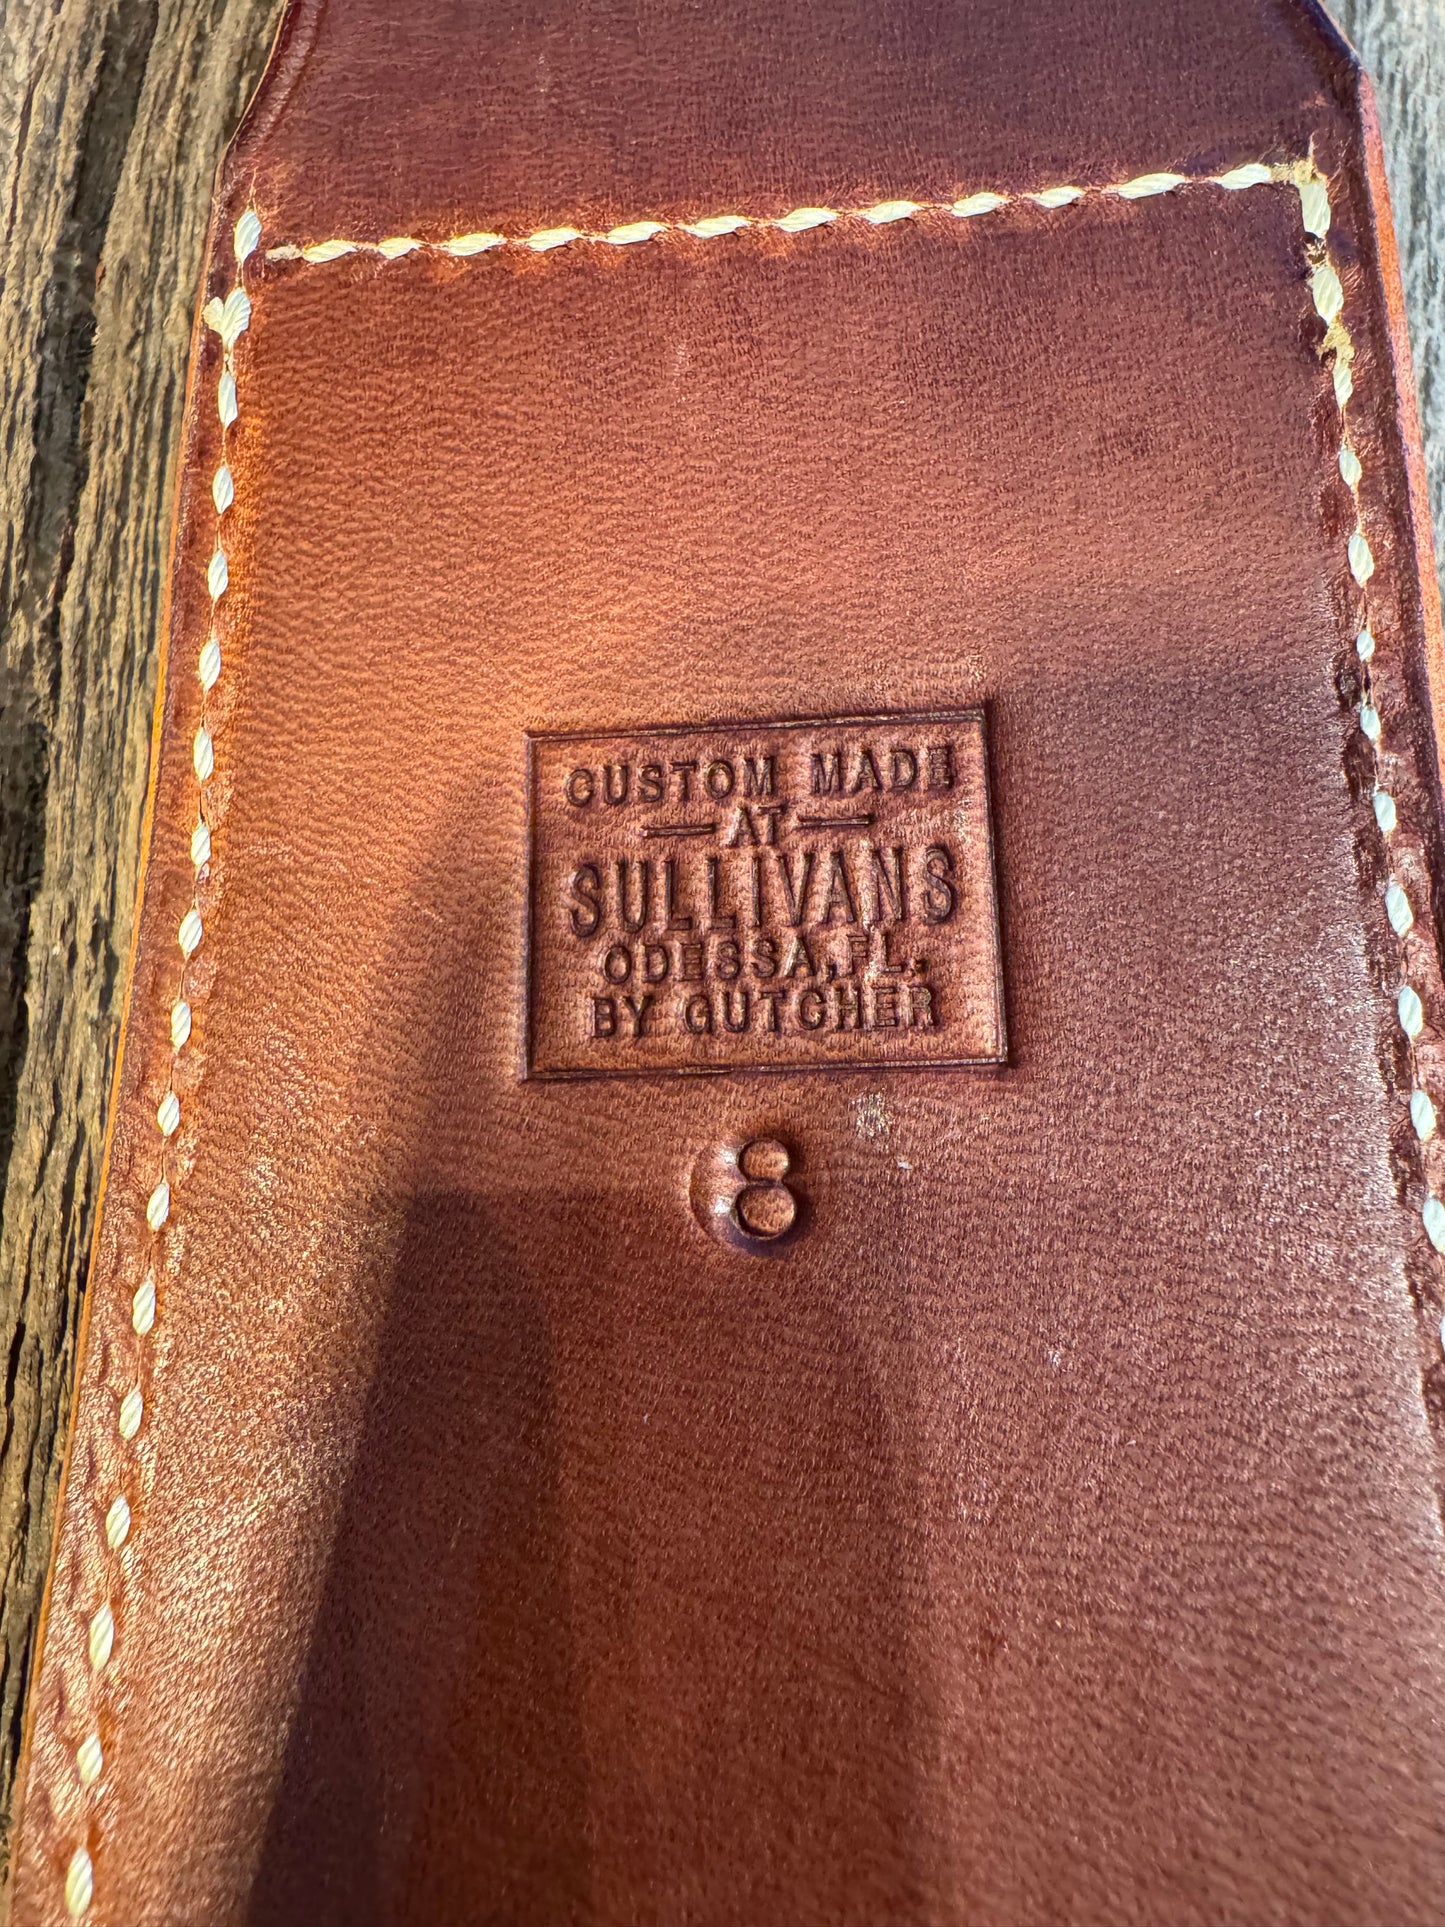 CUSTOM MADE
AT
SULLIVANS
ODESSA, FL.
BY GUTCHER
8